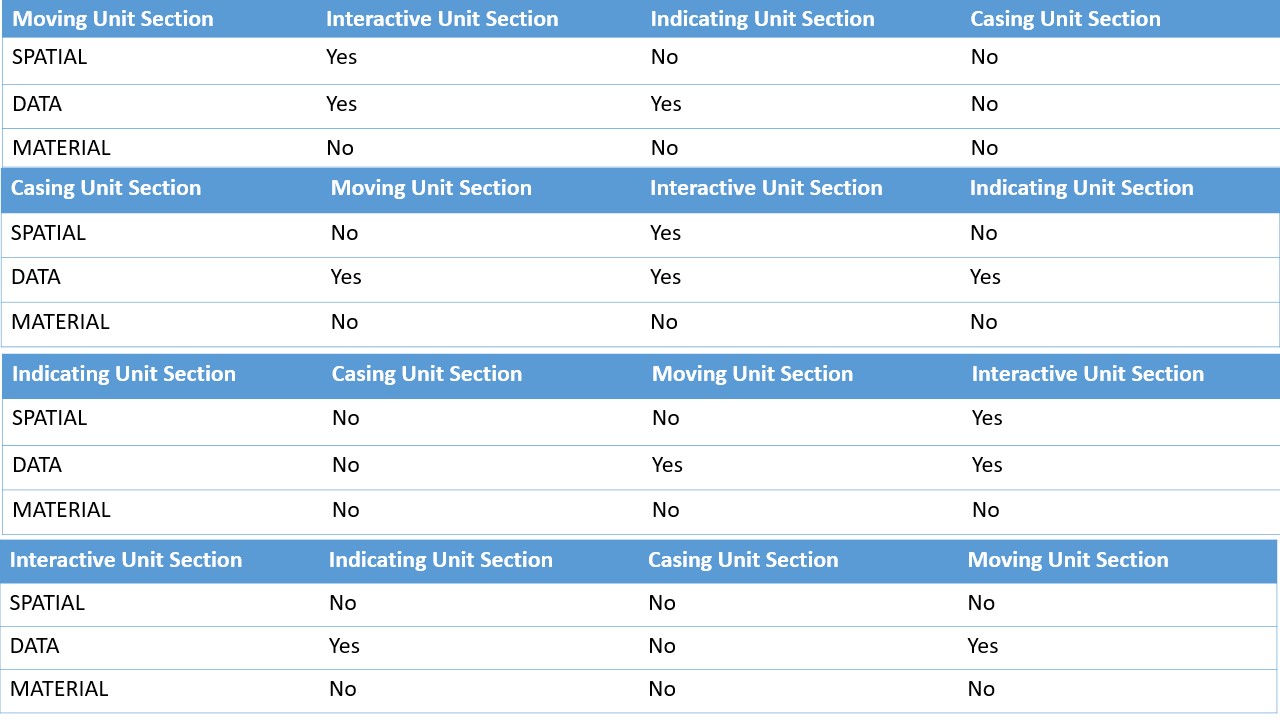 Moving Unit Section Interactive Unit Section Indicating Unit Section Casing Unit Section
SPATIAL Yes No No
DATA Yes Yes No
MATERIAL No No No
Casing Unit Section Moving Unit Section Interactive Unit Section Indicating Unit Section
SPATIAL No Yes No
DATA Yes Yes Yes
MATERIAL No No No
Indicating Unit Section Casing Unit Section Moving Unit Section Interactive Unit Section
SPATIAL No No Yes
DATA No Yes Yes
MATERIAL No No No
Interactive Unit Section Indicating Unit Section Casing Unit Section Moving Unit Section
SPATIAL No No No
DATA Yes No Yes
MATERIAL No No No